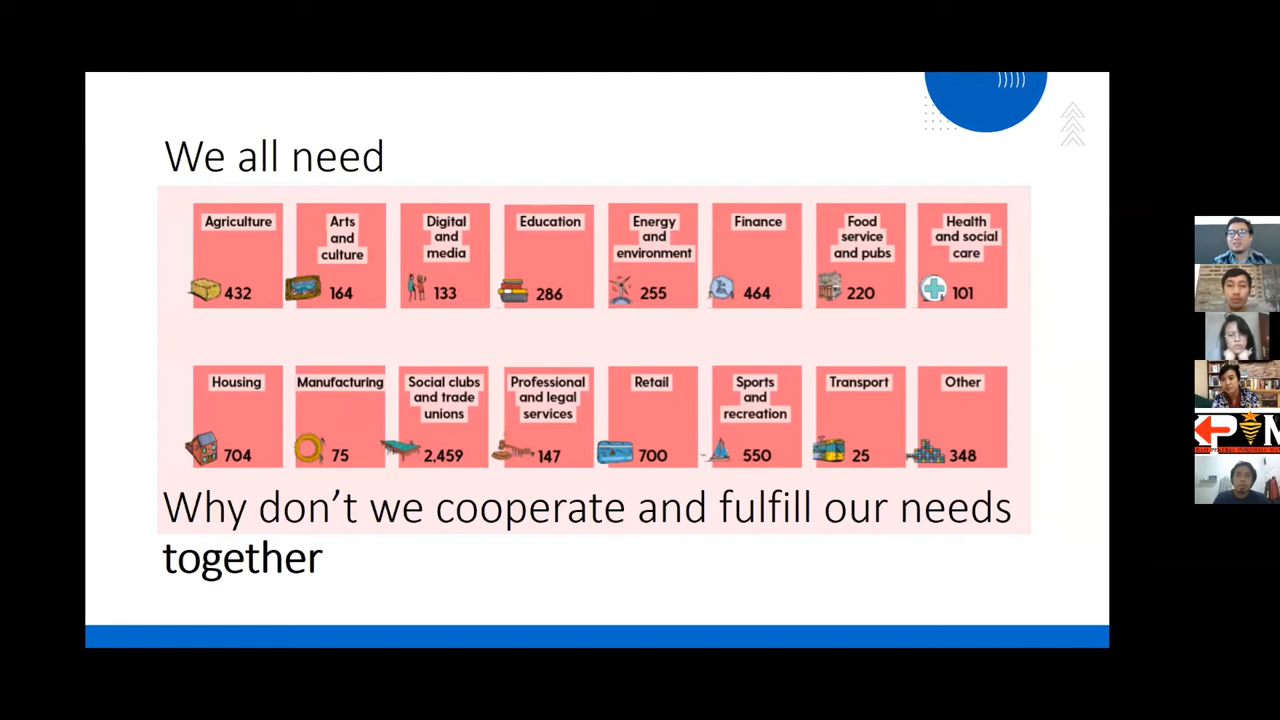 We all need
Agriculture
432
Arts
and
culture
164
Digital
and
media
133
Education
286
Energy
and
environment
255
Finance
464
Food
service
and pubs
220
Health
and social
care
101
Housing
704
Manufacturing
75
Social clubs
and trade
unions
2,459
Professional
and legal
services
147
Retail
700
Sports
and
recreation
550
Transport
25
Other
348
Why don’t we cooperate and fulfill our needs
together